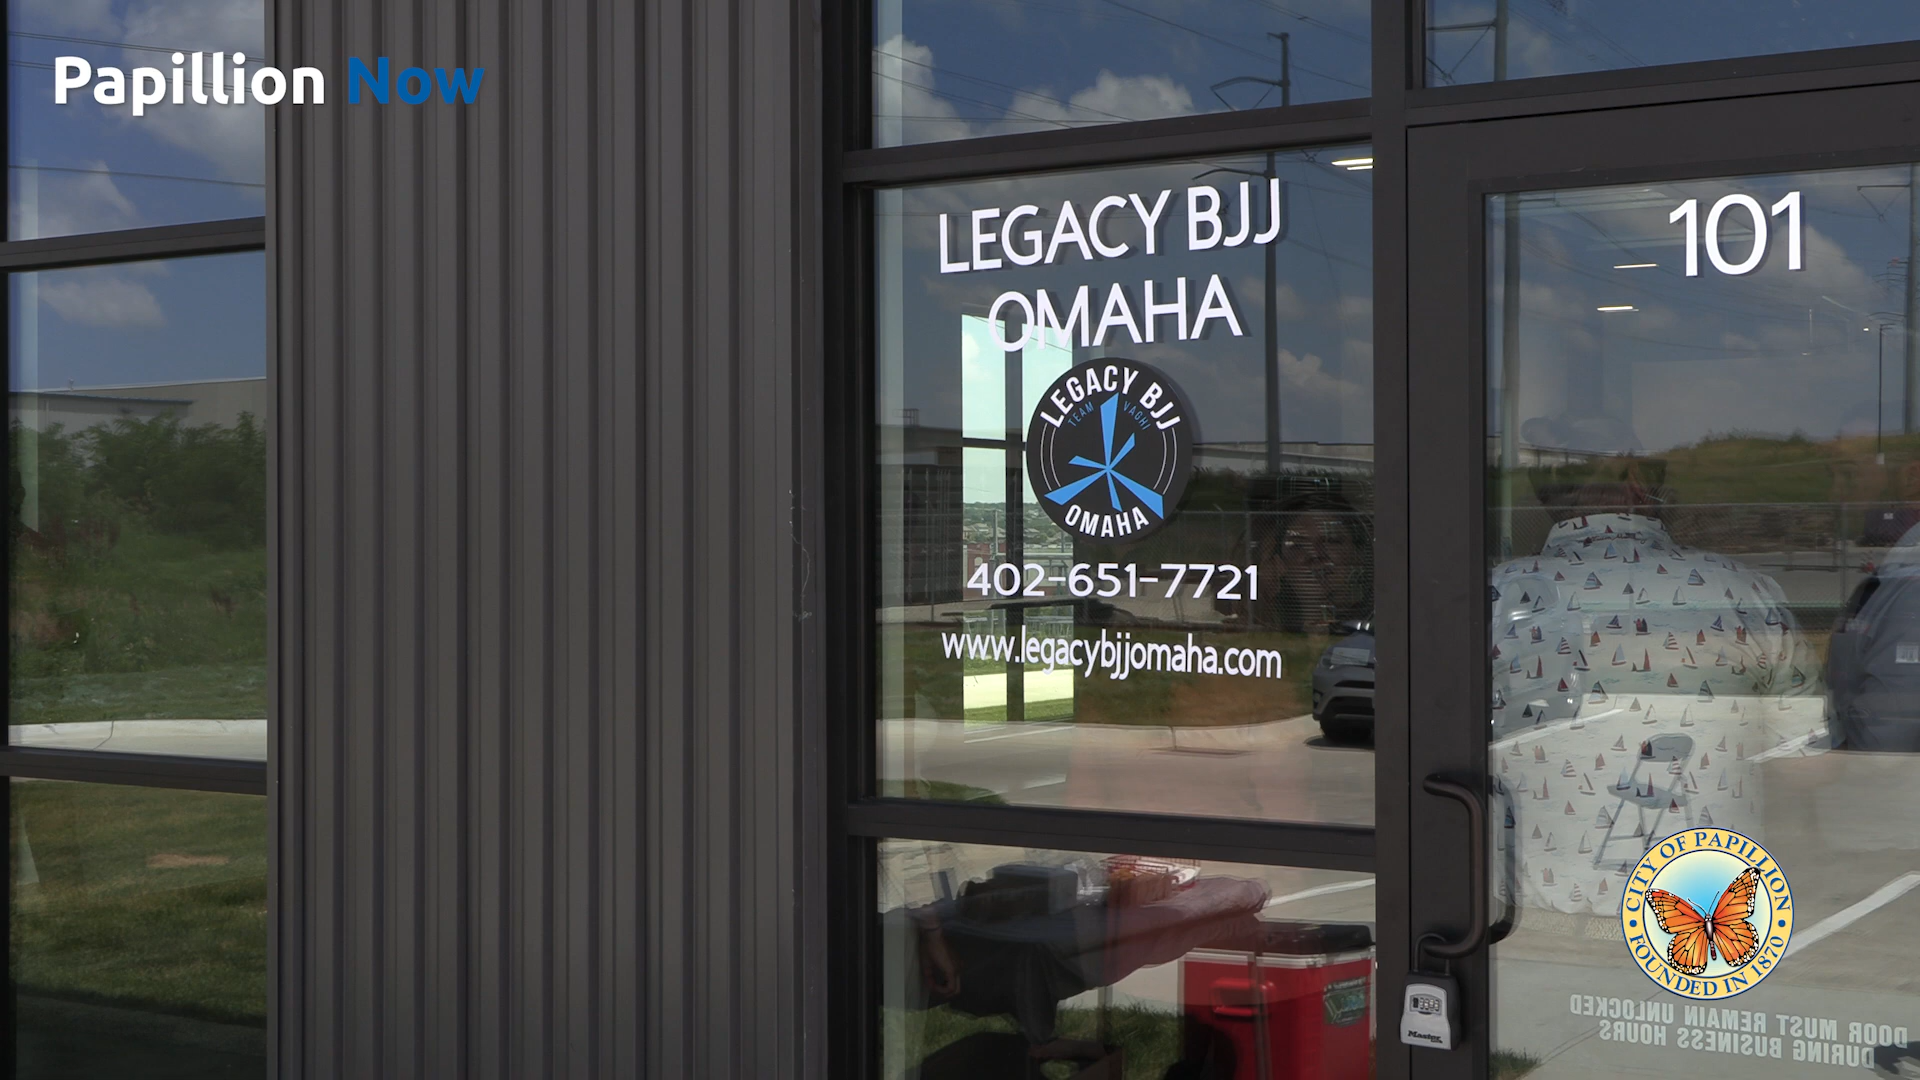 Papillion Now
LEGACY BJJ
OMAHA
101
LEGACY BJJ
TEAM VAGHI
OMAHA
402-651-7721
www.legacybjjomaha.com
CITY OF PAPILLION
FOUNDED IN 1870
Master
DOOR MUST REMAIN UNLOCKED
DURING BUSINESS HOURS